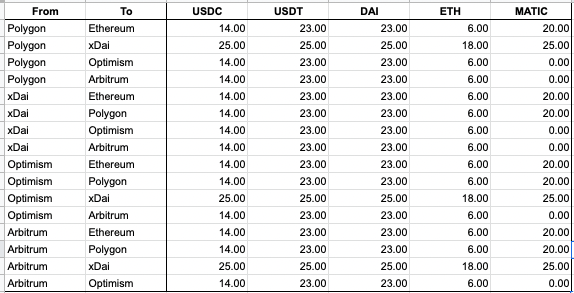 From To USDC USDT DAI ETH MATIC
Polygon Ethereum 14.00 23.00 23.00 6.00 20.00
Polygon xDai 25.00 25.00 25.00 18.00 25.00
Polygon Optimism 14.00 23.00 23.00 6.00 0.00
Polygon Arbitrum 14.00 23.00 23.00 6.00 0.00
xDai Ethereum 14.00 23.00 23.00 6.00 20.00
xDai Polygon 14.00 23.00 23.00 6.00 20.00
xDai Optimism 14.00 23.00 23.00 6.00 0.00
xDai Arbitrum 14.00 23.00 23.00 6.00 0.00
Optimism Ethereum 14.00 23.00 23.00 6.00 20.00
Optimism Polygon 14.00 23.00 23.00 6.00 20.00
Optimism xDai 25.00 25.00 25.00 18.00 25.00
Optimism Arbitrum 14.00 23.00 23.00 6.00 0.00
Arbitrum Ethereum 14.00 23.00 23.00 6.00 20.00
Arbitrum Polygon 14.00 23.00 23.00 6.00 20.00
Arbitrum xDai 25.00 25.00 25.00 18.00 25.00
Arbitrum Optimism 14.00 23.00 23.00 6.00 0.00